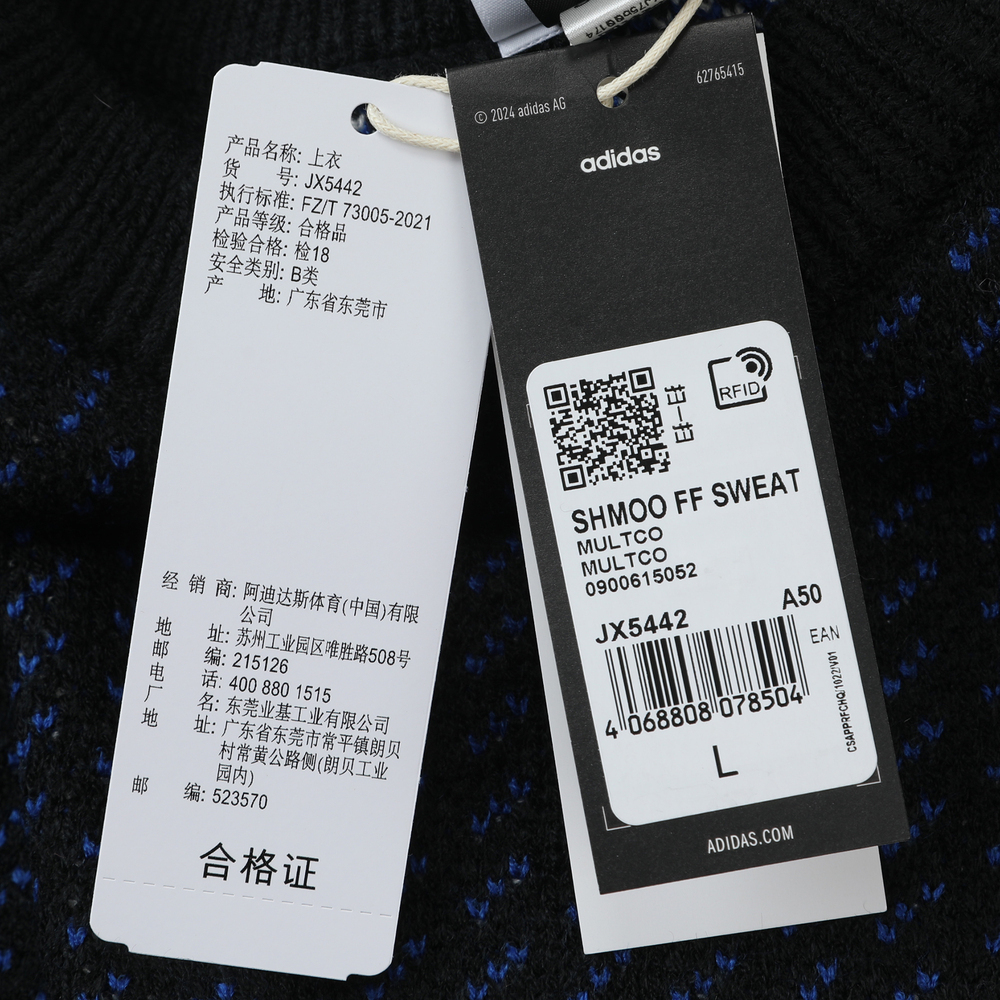 产品名称: 上衣
货 号: JX5442
执行标准: FZ/T 73005-2021
产品等级: 合格品
检验合格: 检18
安全类别: B类
产 地: 广东省东莞市
经 销 商: 阿迪达斯体育(中国)有限
公司
地 址: 苏州工业园区唯胜路508号
邮 编: 215126
电 话: 400 880 1515
厂 名: 东莞业基工业有限公司
地 址: 广东省东莞市常平镇朗贝
村常黄公路侧(朗贝工业
园内)
邮 编: 523570
合格证
© 2024 adidas AG
62765415
adidas
扫一扫
RFID
SHMOO FF SWEAT
MULTCO
MULTCO
0900615052
JX5442
A50
EAN
4 068808 078504
CSAPPRFCHQ/1022/V01
L
ADIDAS.COM